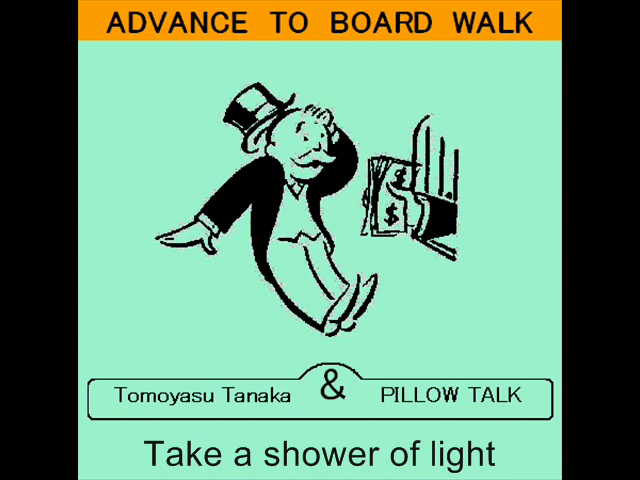 ADVANCE TO BOARD WALK
$
$
Tomoyasu Tanaka & PILLOW TALK
Take a shower of light